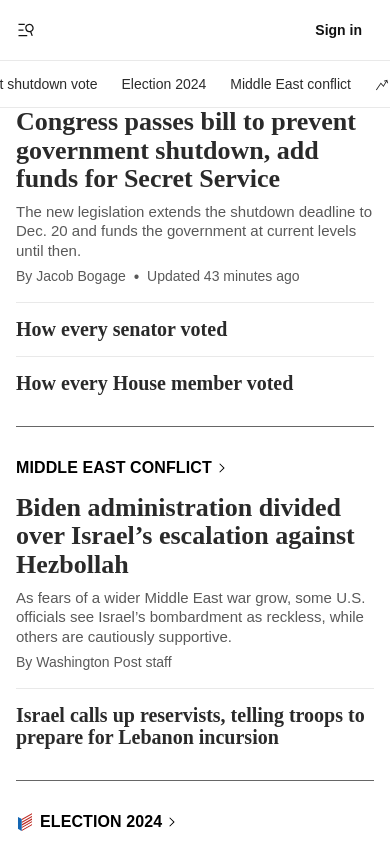 Sign in
t shutdown vote
Election 2024
Middle East conflict
Congress passes bill to prevent
government shutdown, add
funds for Secret Service
The new legislation extends the shutdown deadline to
Dec. 20 and funds the government at current levels
until then.
By Jacob Bogage • Updated 43 minutes ago
How every senator voted
How every House member voted
MIDDLE EAST CONFLICT
Biden administration divided
over Israel’s escalation against
Hezbollah
As fears of a wider Middle East war grow, some U.S.
officials see Israel’s bombardment as reckless, while
others are cautiously supportive.
By Washington Post staff
Israel calls up reservists, telling troops to
prepare for Lebanon incursion
ELECTION 2024